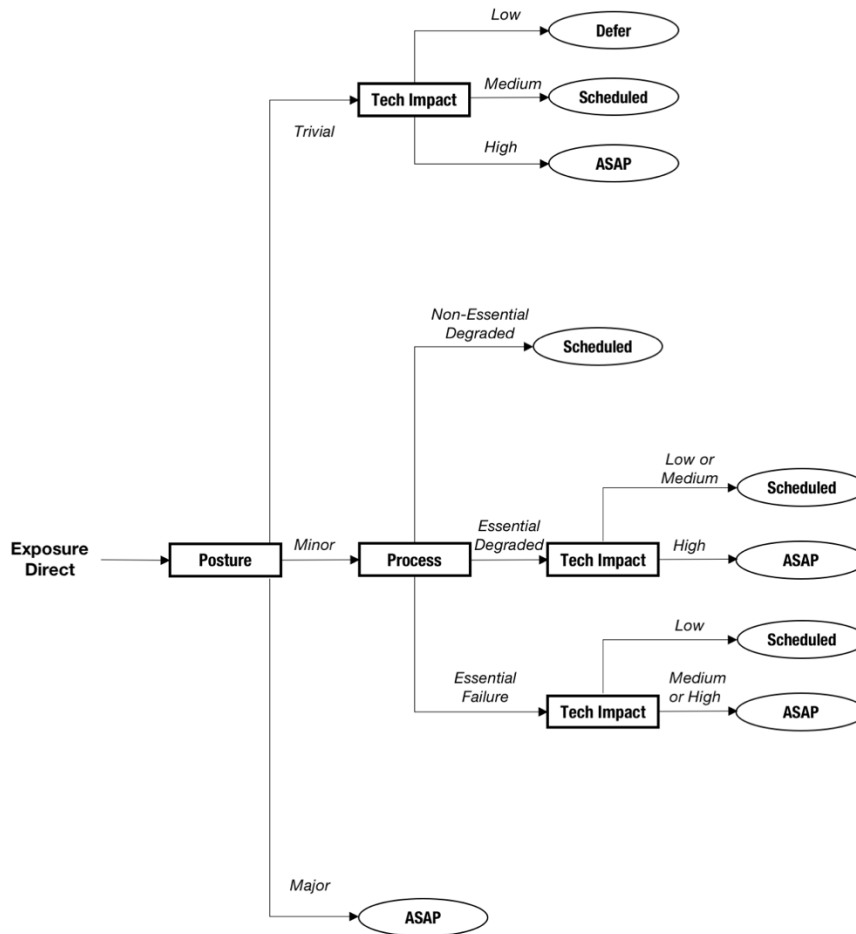 Low
Defer
Tech Impact
Medium
Scheduled
Trivial
High
ASAP
Non-Essential
Degraded
Scheduled
Low or
Medium
Scheduled
Exposure
Direct
Posture
Minor
Process
Essential
Degraded
Tech Impact
High
ASAP
Low
Scheduled
Essential
Failure
Tech Impact
Medium
or High
ASAP
Major
ASAP